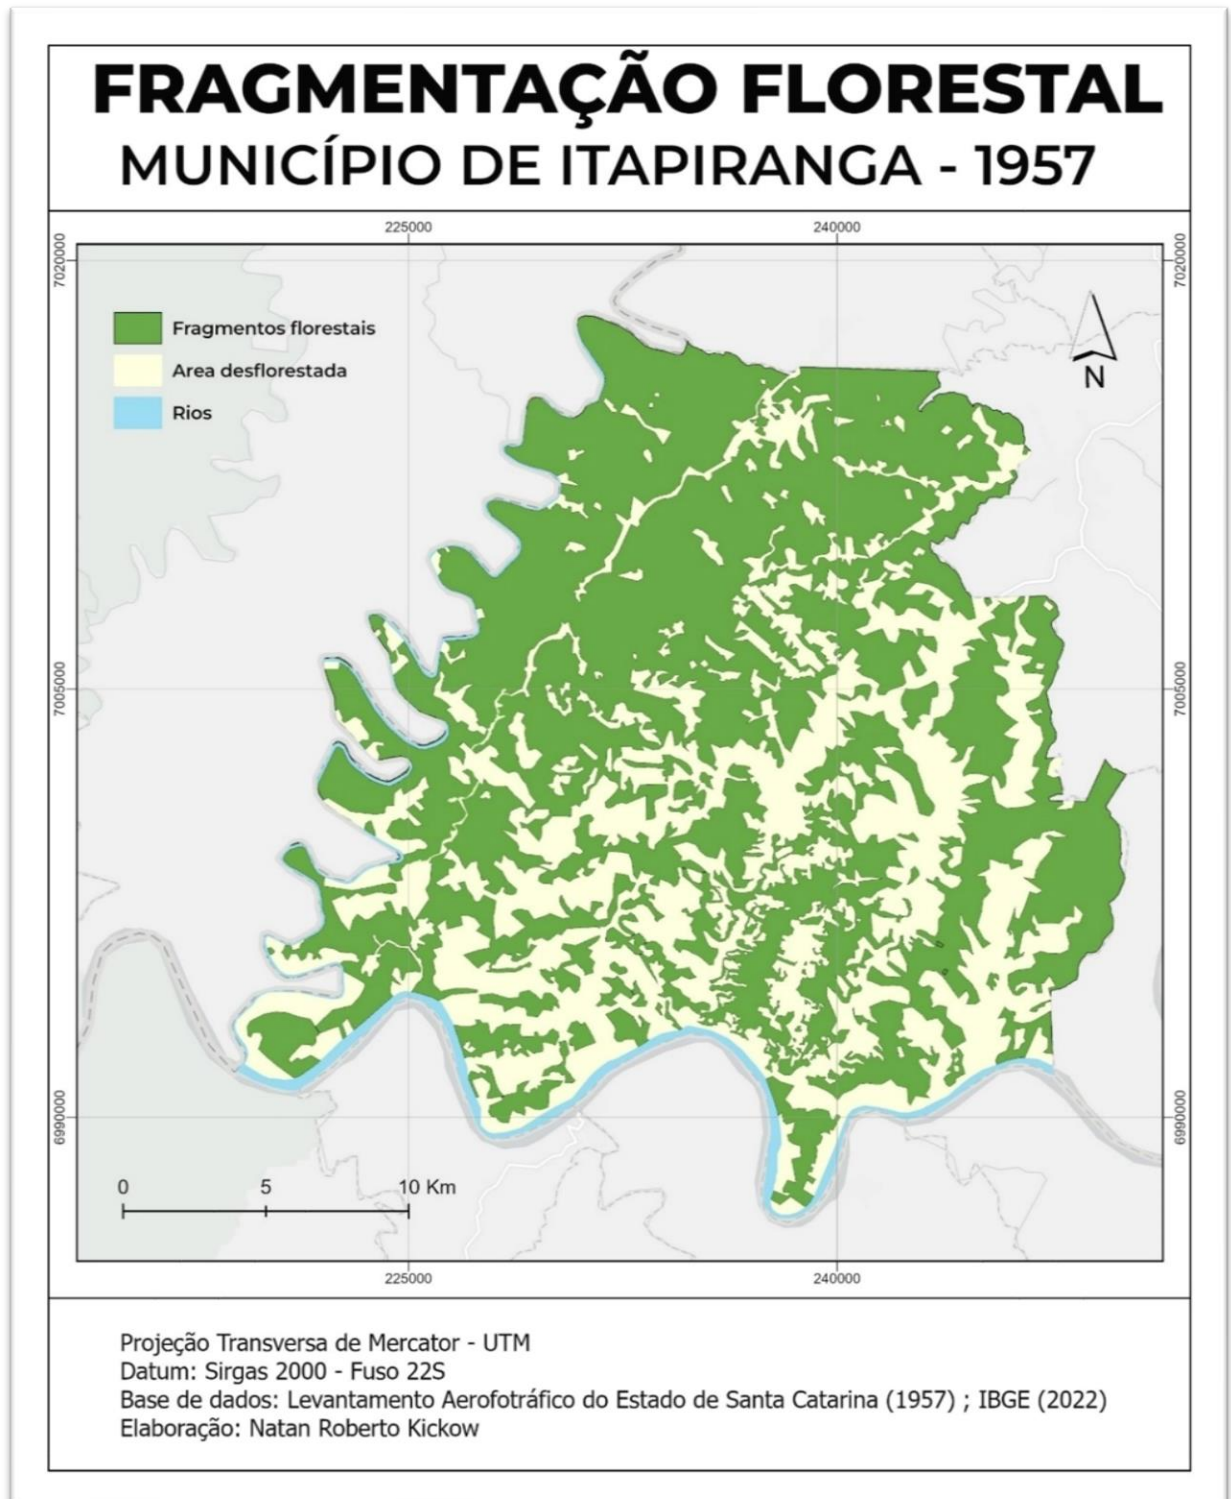 FRAGMENTAÇÃO FLORESTAL
MUNICÍPIO DE ITAPIRANGA - 1957
225000
240000
7020000
7020000
Fragmentos florestais
Area desflorestada
Rios
N
7005000
7005000
6990000
6990000
0 5 10 Km
225000
240000
Projeção Transversa de Mercator - UTM
Datum: Sirgas 2000 - Fuso 22S
Base de dados: Levantamento Aerofotráfico do Estado de Santa Catarina (1957) ; IBGE (2022)
Elaboração: Natan Roberto Kickow